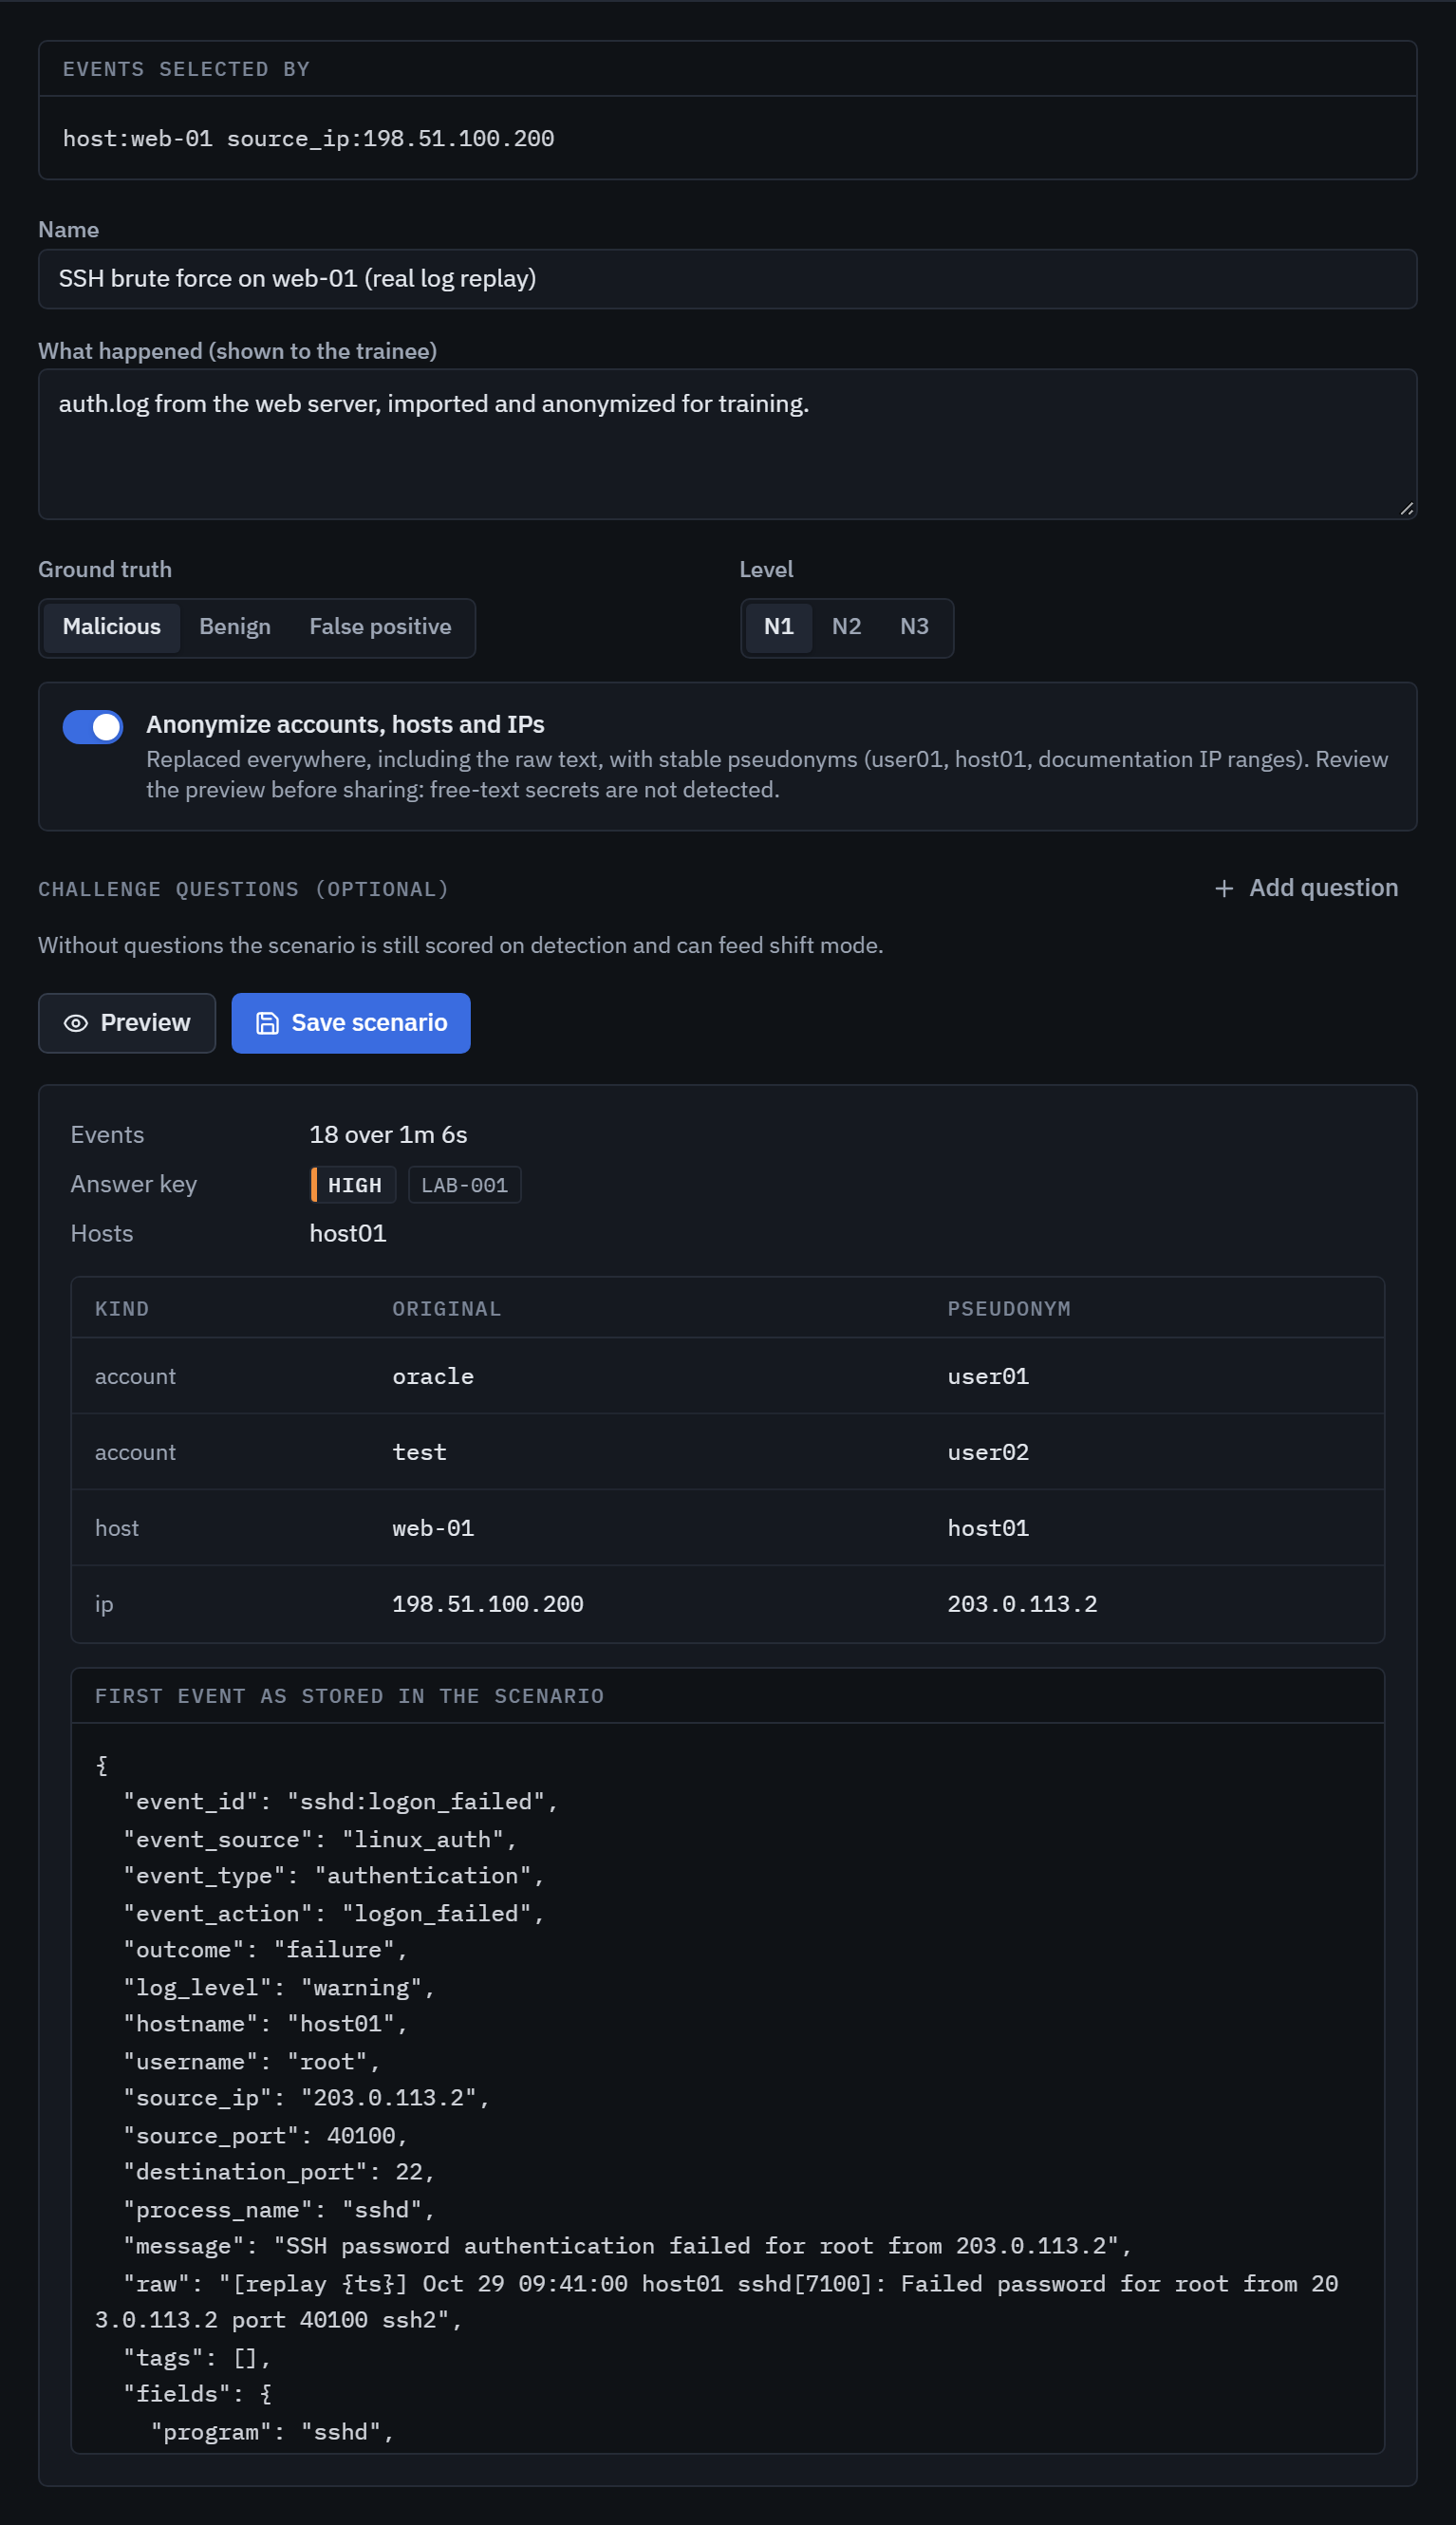 EVENTS SELECTED BY
host:web-01 source_ip:198.51.100.200
Name
SSH brute force on web-01 (real log replay)
What happened (shown to the trainee)
auth.log from the web server, imported and anonymized for training.
Ground truth
Level
Malicious Benign False positive
N1 N2 N3
Anonymize accounts, hosts and IPs
Replaced everywhere, including the raw text, with stable pseudonyms (user01, host01, documentation IP ranges). Review
the preview before sharing: free-text secrets are not detected.
CHALLENGE QUESTIONS (OPTIONAL)
+ Add question
Without questions the scenario is still scored on detection and can feed shift mode.
Preview
Save scenario
Events 18 over 1m 6s
Answer key HIGH LAB-001
Hosts host01
KIND ORIGINAL PSEUDONYM
account oracle user01
account test user02
host web-01 host01
ip 198.51.100.200 203.0.113.2
FIRST EVENT AS STORED IN THE SCENARIO
{
  "event_id": "sshd:logon_failed",
  "event_source": "linux_auth",
  "event_type": "authentication",
  "event_action": "logon_failed",
  "outcome": "failure",
  "log_level": "warning",
  "hostname": "host01",
  "username": "root",
  "source_ip": "203.0.113.2",
  "source_port": 40100,
  "destination_port": 22,
  "process_name": "sshd",
  "message": "SSH password authentication failed for root from 203.0.113.2",
  "raw": "[replay {ts}] Oct 29 09:41:00 host01 sshd[7100]: Failed password for root from 20
3.0.113.2 port 40100 ssh2",
  "tags": [],
  "fields": {
    "program": "sshd",